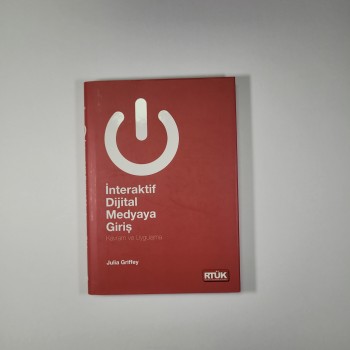 İnteraktif
Dijital
Medyaya
Giriş
Kavram ve Uygulama
Julia Griffey
RTÜK